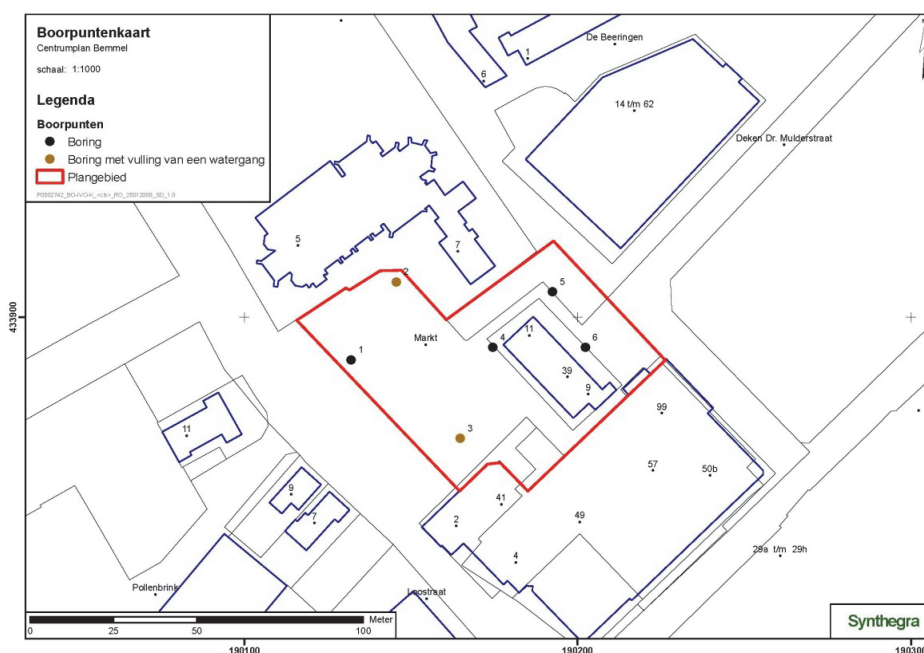 Boorpuntenkaart
Centrumplan Bemmel
schaal: 1:1000
Legenda
Boorpunten
Boring
Boring met vulling van een watergang
Plangebied
De Beeringen
1
6
14 t/m 62
Deken Dr. Mulderstraat
5
7
2
5
433900
11
Markt
4
6
1
39
9
99
3
11
57
50b
9
41
7
2
49
4
29a t/m 29h
Pollenbrink
Loostraat
Meter
0 25 50 100
Synthegra
190100 190200 190300